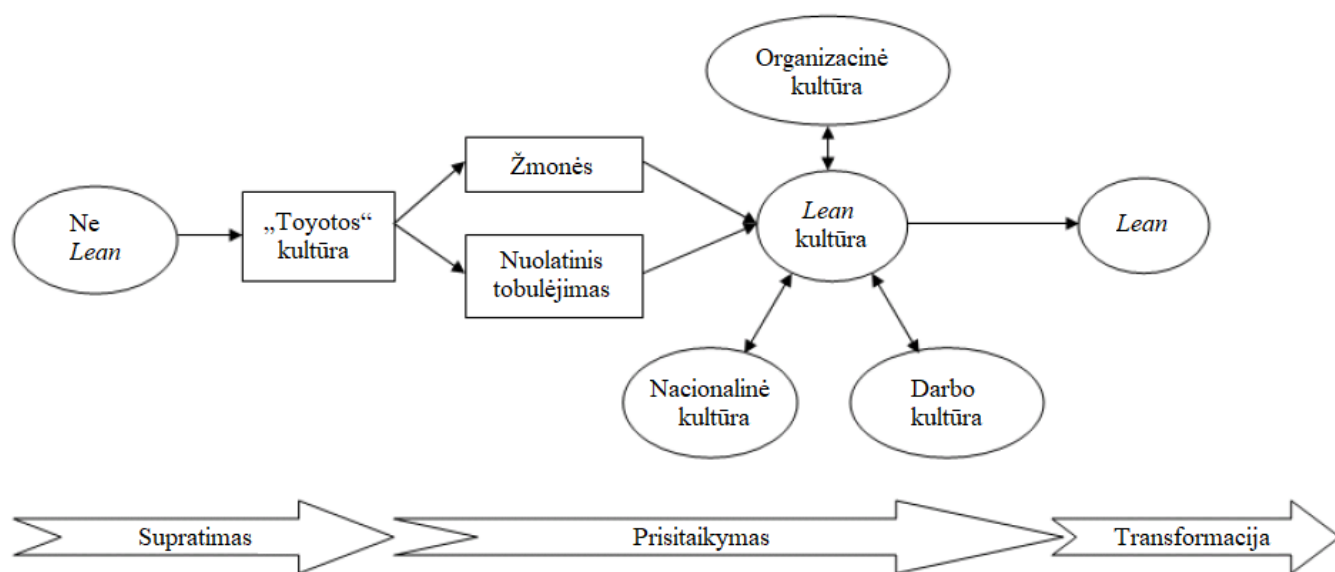 Organizacinė
kultūra
Žmonės
Ne
Lean
„Toyotos“
kultūra
Nuolatinis
tobulėjimas
Lean
kultūra
Lean
Nacionalinė
kultūra
Darbo
kultūra
Supratimas
Prisitaikymas
Transformacija